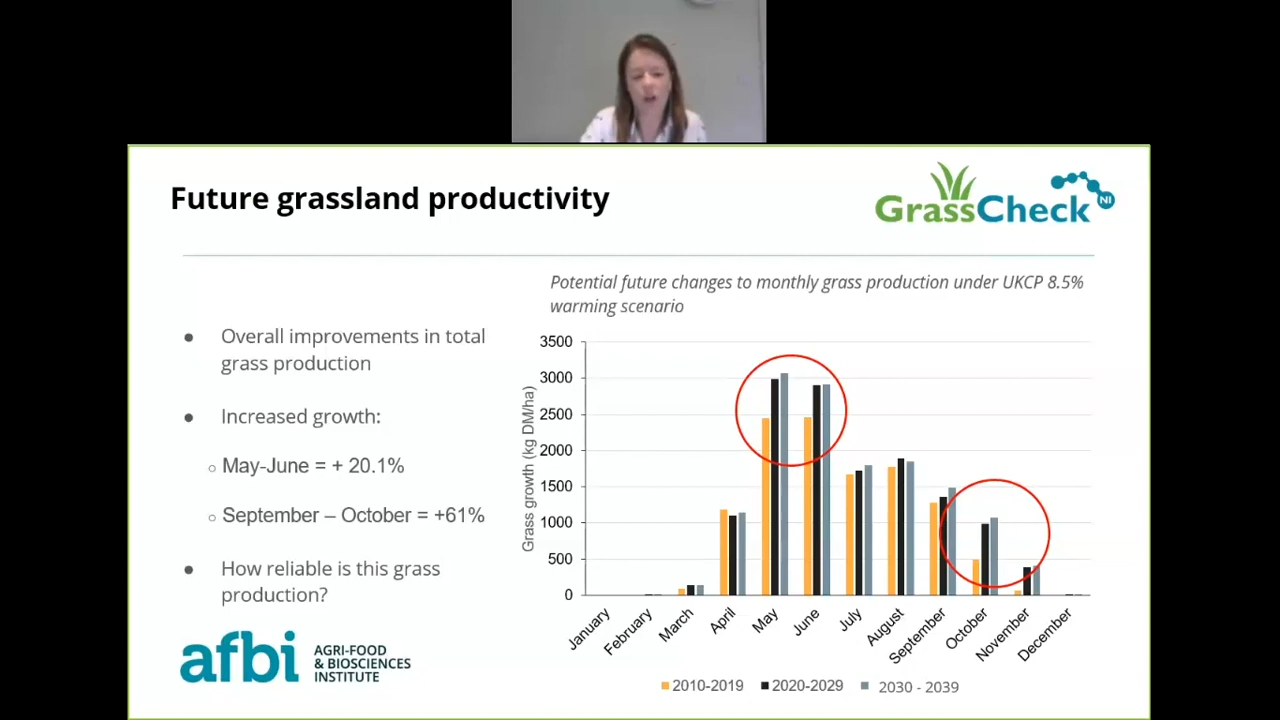 Future grassland productivity
GrassCheck NI
Potential future changes to monthly grass production under UKCP 8.5%
warming scenario
● Overall improvements in total
grass production
● Increased growth:
○ May-June = + 20.1%
○ September – October = +61%
● How reliable is this grass
production?
afbi
AGRI-FOOD
& BIOSCIENCES
INSTITUTE
Grass growth (kg DM/ha)
3500
3000
2500
2000
1500
1000
500
0
January
February
March
April
May
June
July
August
September
October
November
December
2010-2019
2020-2029
2030 - 2039